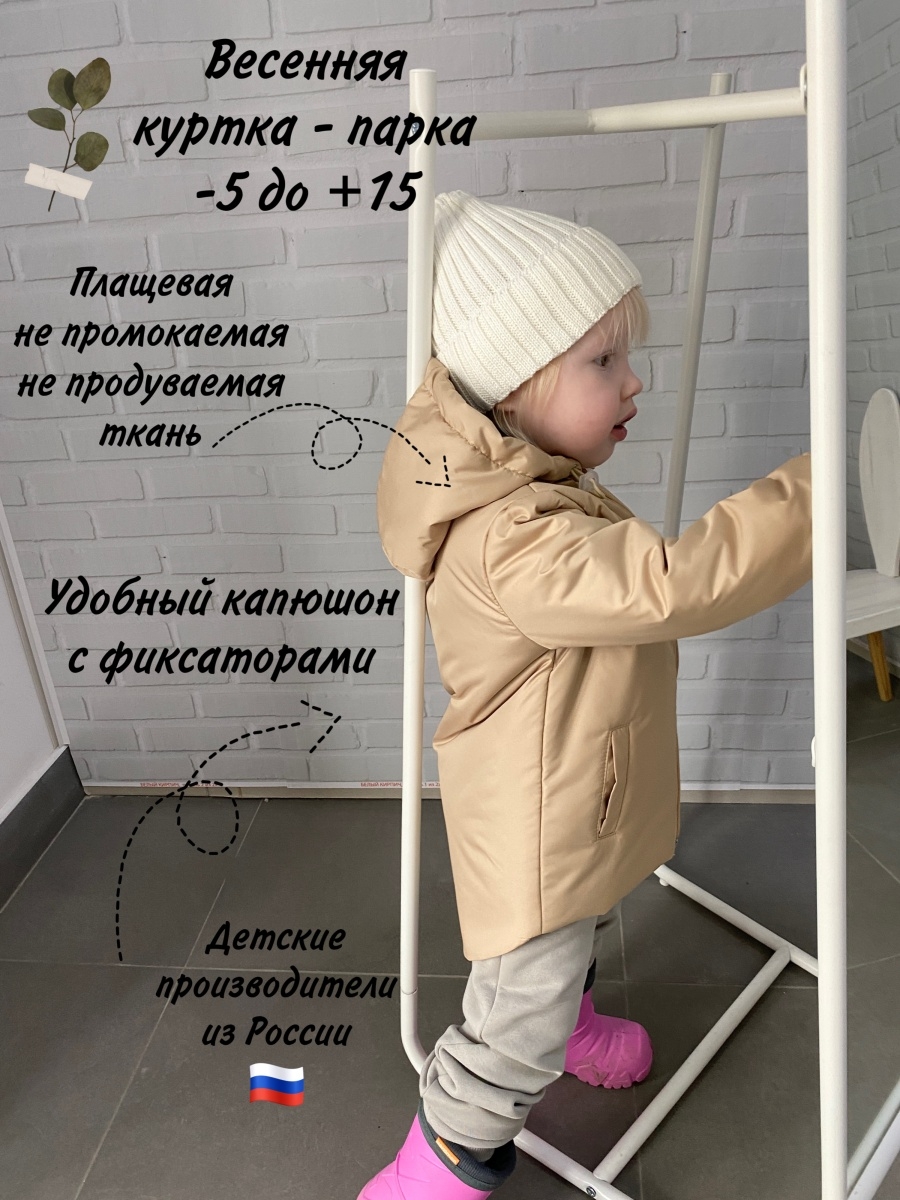 Весенняя
куртка - парка
-5 до +15
Плащевая
не промокаемая
не продуваемая
ткань
Удобный капюшон
с фиксаторами
Детские
производители
из России